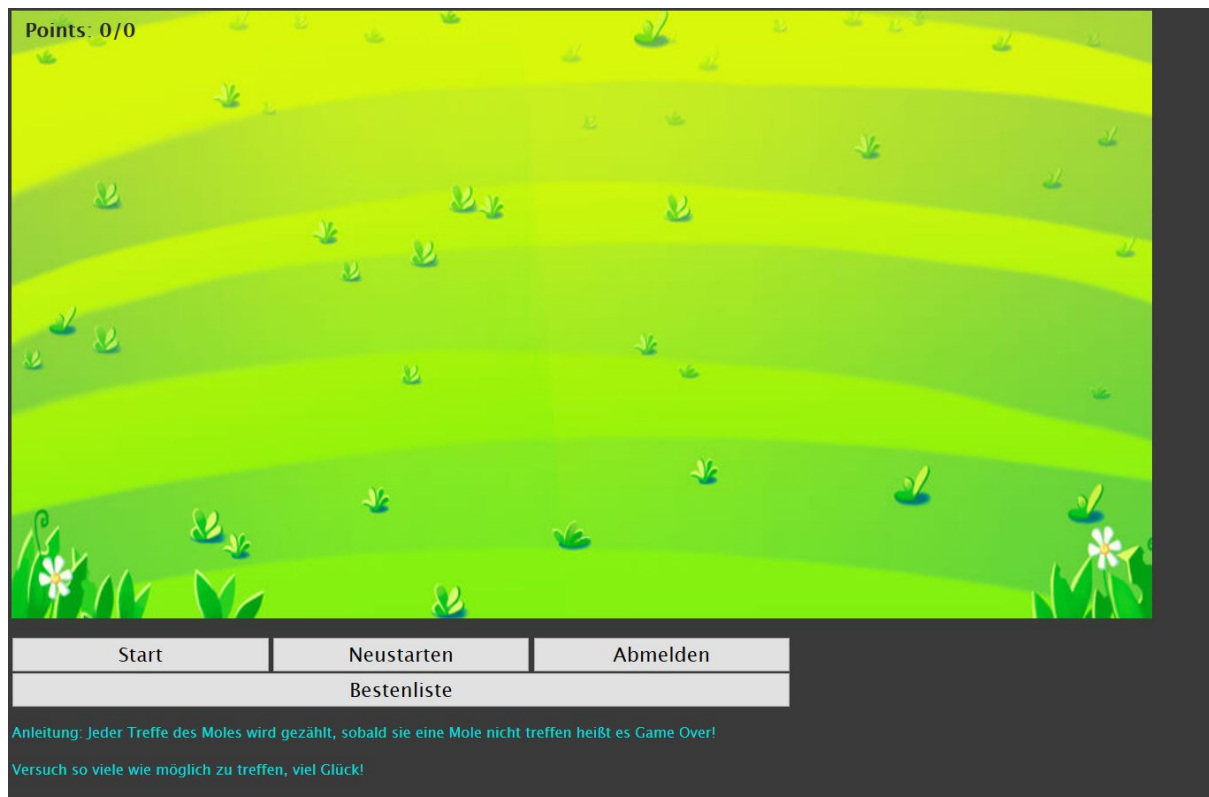 Points: 0/0
Start
Neustarten
Abmelden
Bestenliste
Anleitung: Jeder Treffe des Moles wird gezählt, sobald sie eine Mole nicht treffen heißt es Game Over!
Versuch so viele wie möglich zu treffen, viel Glück!